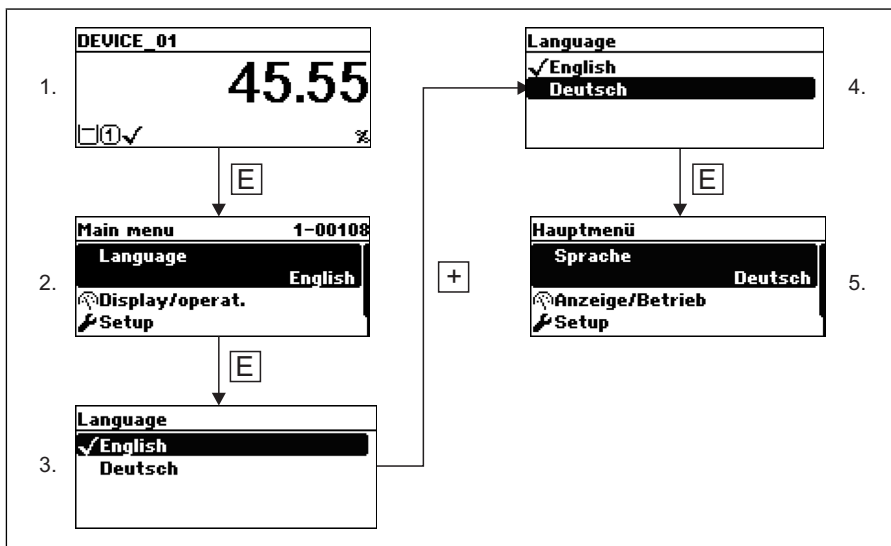 1.
DEVICE_01
45.55
1
%
E
2.
Main menu 1-00108
Language
English
Display/operat.
Setup
E
3.
Language
✓English
Deutsch
+
4.
Language
✓English
Deutsch
E
5.
Hauptmenü
Sprache
Deutsch
Anzeige/Betrieb
Setup